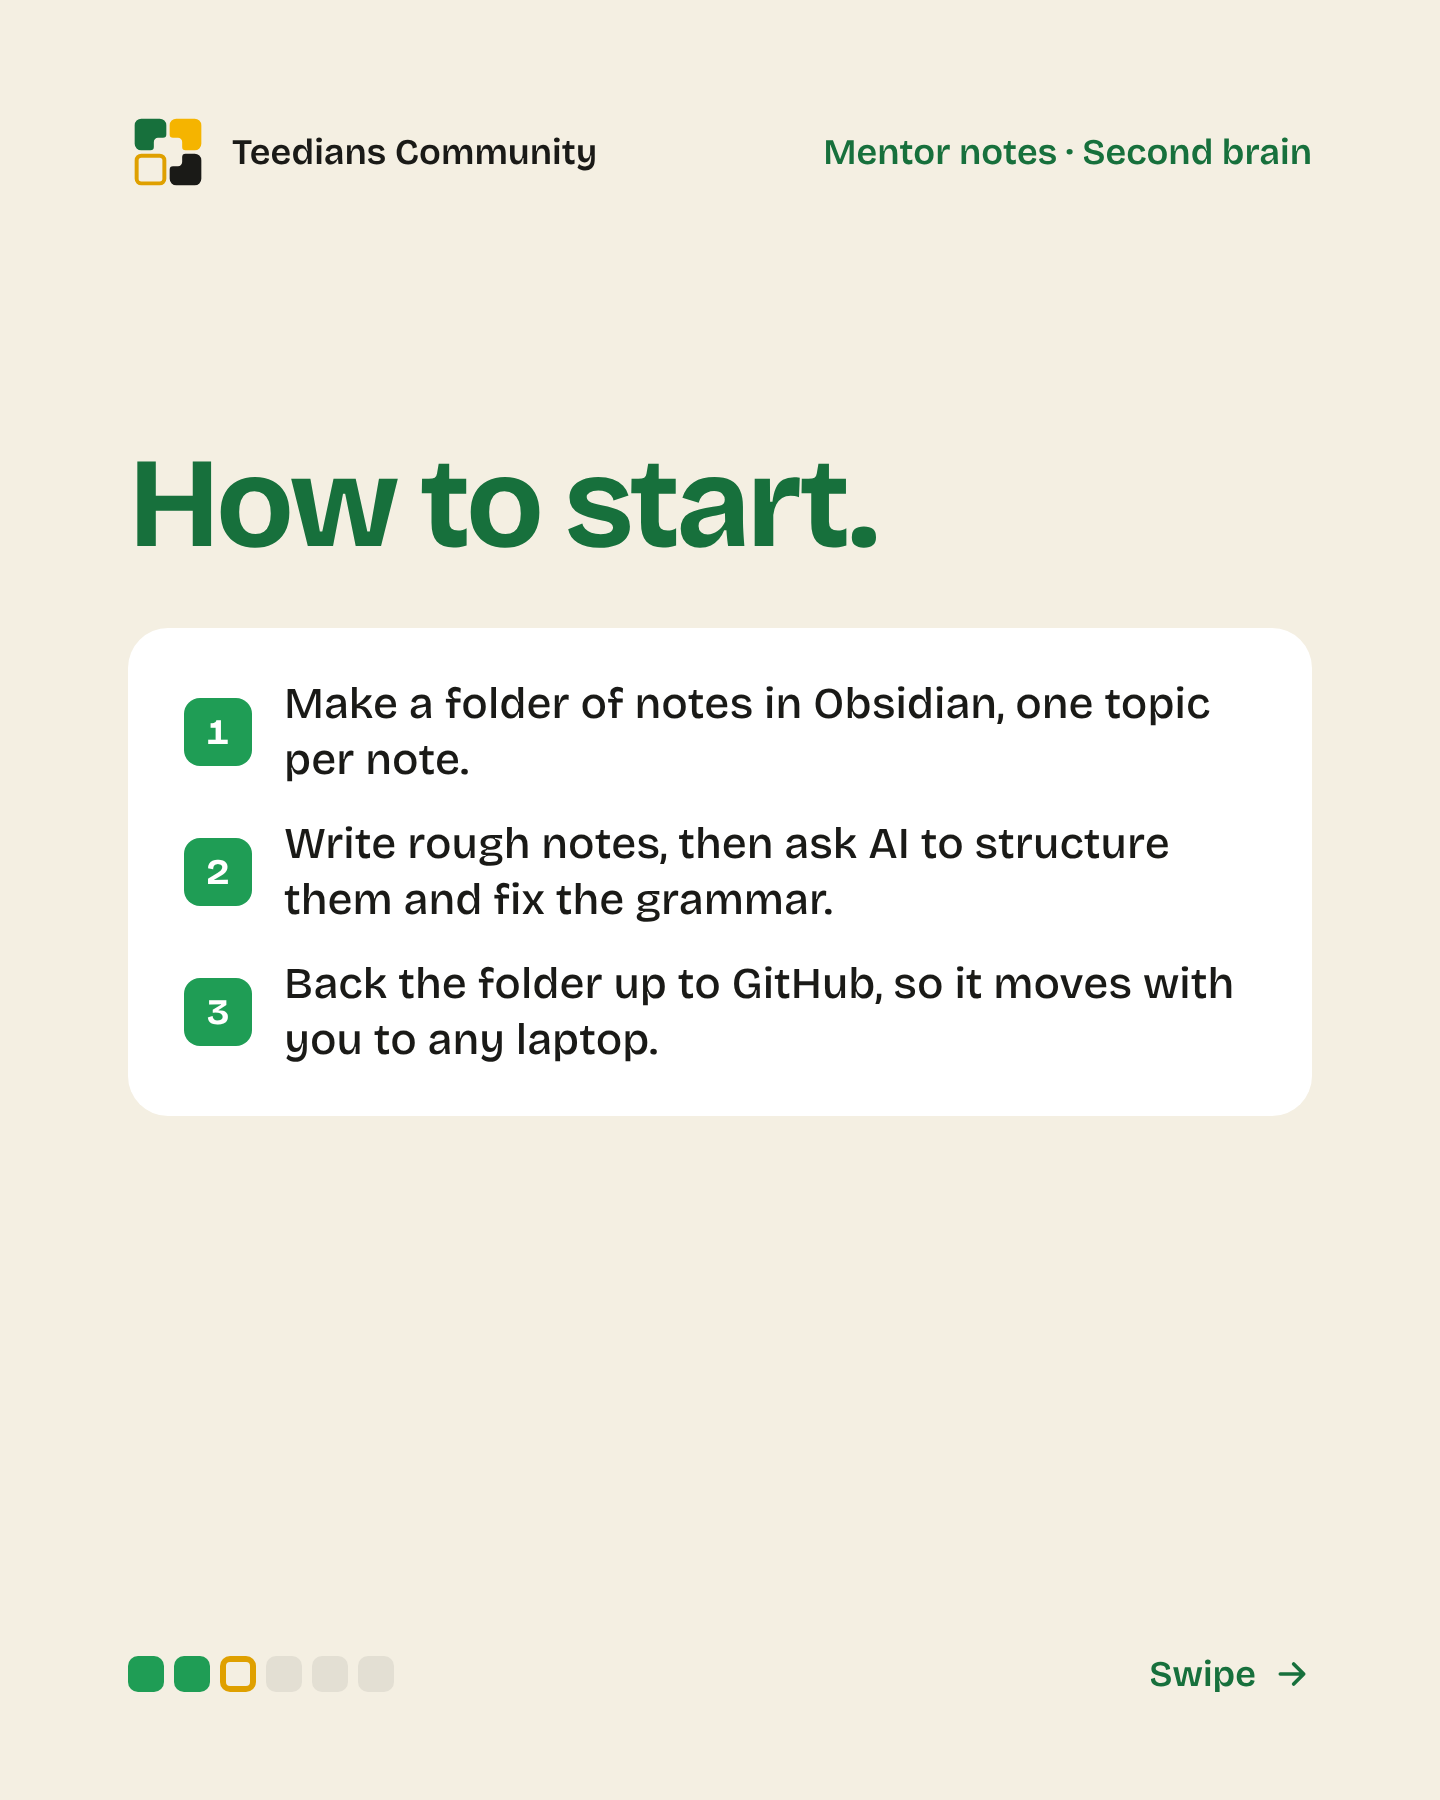 Teedians Community
Mentor notes · Second brain
How to start.
1
Make a folder of notes in Obsidian, one topic
per note.
2
Write rough notes, then ask AI to structure
them and fix the grammar.
3
Back the folder up to GitHub, so it moves with
you to any laptop.
Swipe →